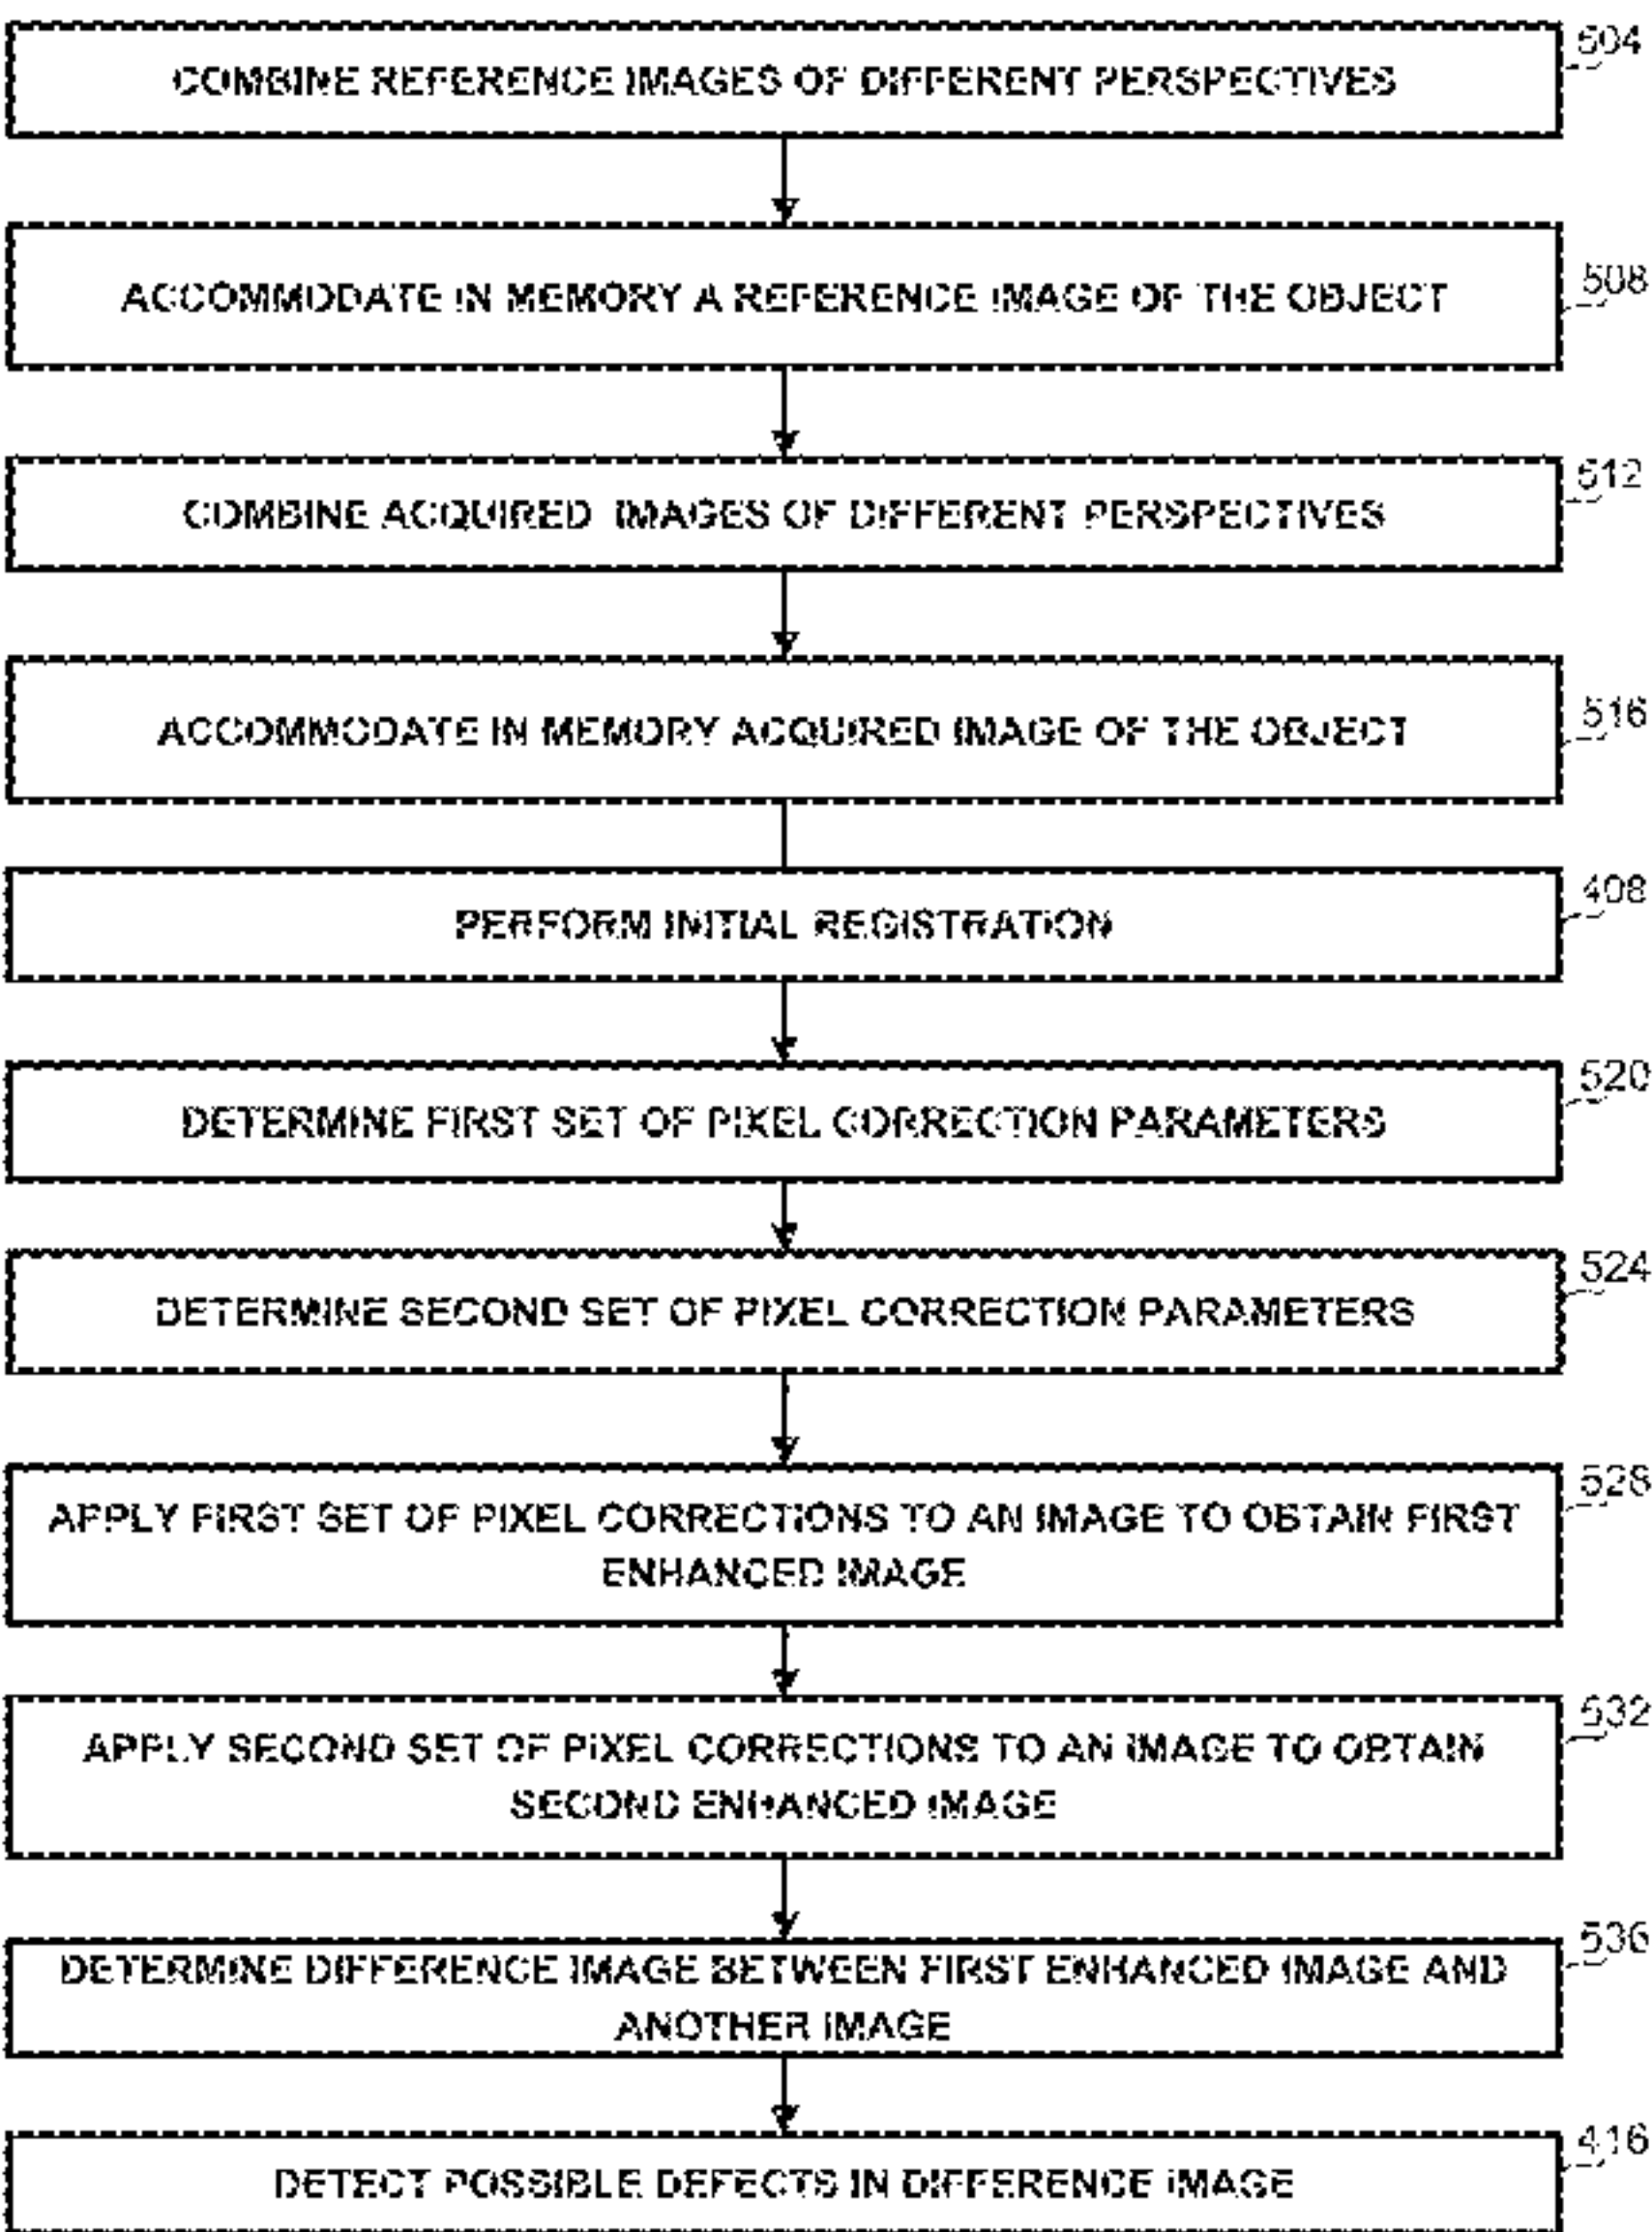 504
COMBINE REFERENCE IMAGES OF DIFFERENT PERSPECTIVES
508
ACCOMMODATE IN MEMORY A REFERENCE IMAGE OF THE OBJECT
512
COMBINE ACQUIRED IMAGES OF DIFFERENT PERSPECTIVES
516
ACCOMMODATE IN MEMORY ACQUIRED IMAGE OF THE OBJECT
408
PERFORM INITIAL REGISTRATION
520
DETERMINE FIRST SET OF PIXEL CORRECTION PARAMETERS
524
DETERMINE SECOND SET OF PIXEL CORRECTION PARAMETERS
528
APPLY FIRST SET OF PIXEL CORRECTIONS TO AN IMAGE TO OBTAIN FIRST
ENHANCED IMAGE
532
APPLY SECOND SET OF PIXEL CORRECTIONS TO AN IMAGE TO OBTAIN
SECOND ENHANCED IMAGE
536
DETERMINE DIFFERENCE IMAGE BETWEEN FIRST ENHANCED IMAGE AND
ANOTHER IMAGE
416
DETECT POSSIBLE DEFECTS IN DIFFERENCE IMAGE